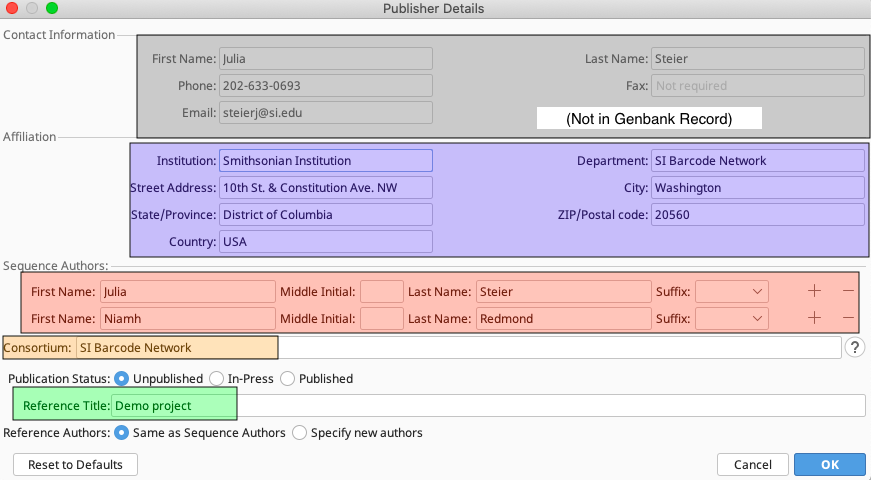 Publisher Details
Contact Information
First Name: Julia Last Name: Steier
Phone: 202-633-0693 Fax: Not required
Email: steierj@si.edu (Not in Genbank Record)
Affiliation
Institution: Smithsonian Institution Department: SI Barcode Network
Street Address: 10th St. & Constitution Ave. NW City: Washington
State/Province: District of Columbia ZIP/Postal code: 20560
Country: USA
Sequence Authors:
First Name: Julia Middle Initial: Last Name: Steier Suffix:
First Name: Niamh Middle Initial: Last Name: Redmond Suffix:
Consortium: SI Barcode Network ?
Publication Status: Unpublished In-Press Published
Reference Title: Demo project
Reference Authors: Same as Sequence Authors Specify new authors
Reset to Defaults Cancel OK